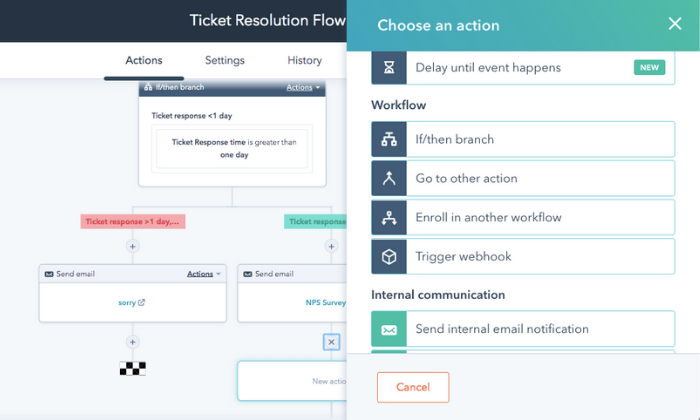 Ticket Resolution Flow
Actions
Settings
History
If/then branch
Actions
Ticket response <1 day
Ticket Response time is greater than
one day
Ticket response >1 day,...
Ticket respons
Send email
Actions
sorry
Send email
NPS Survey
New actio
Choose an action
Delay until event happens
NEW
Workflow
If/then branch
Go to other action
Enroll in another workflow
Trigger webhook
Internal communication
Send internal email notification
Cancel